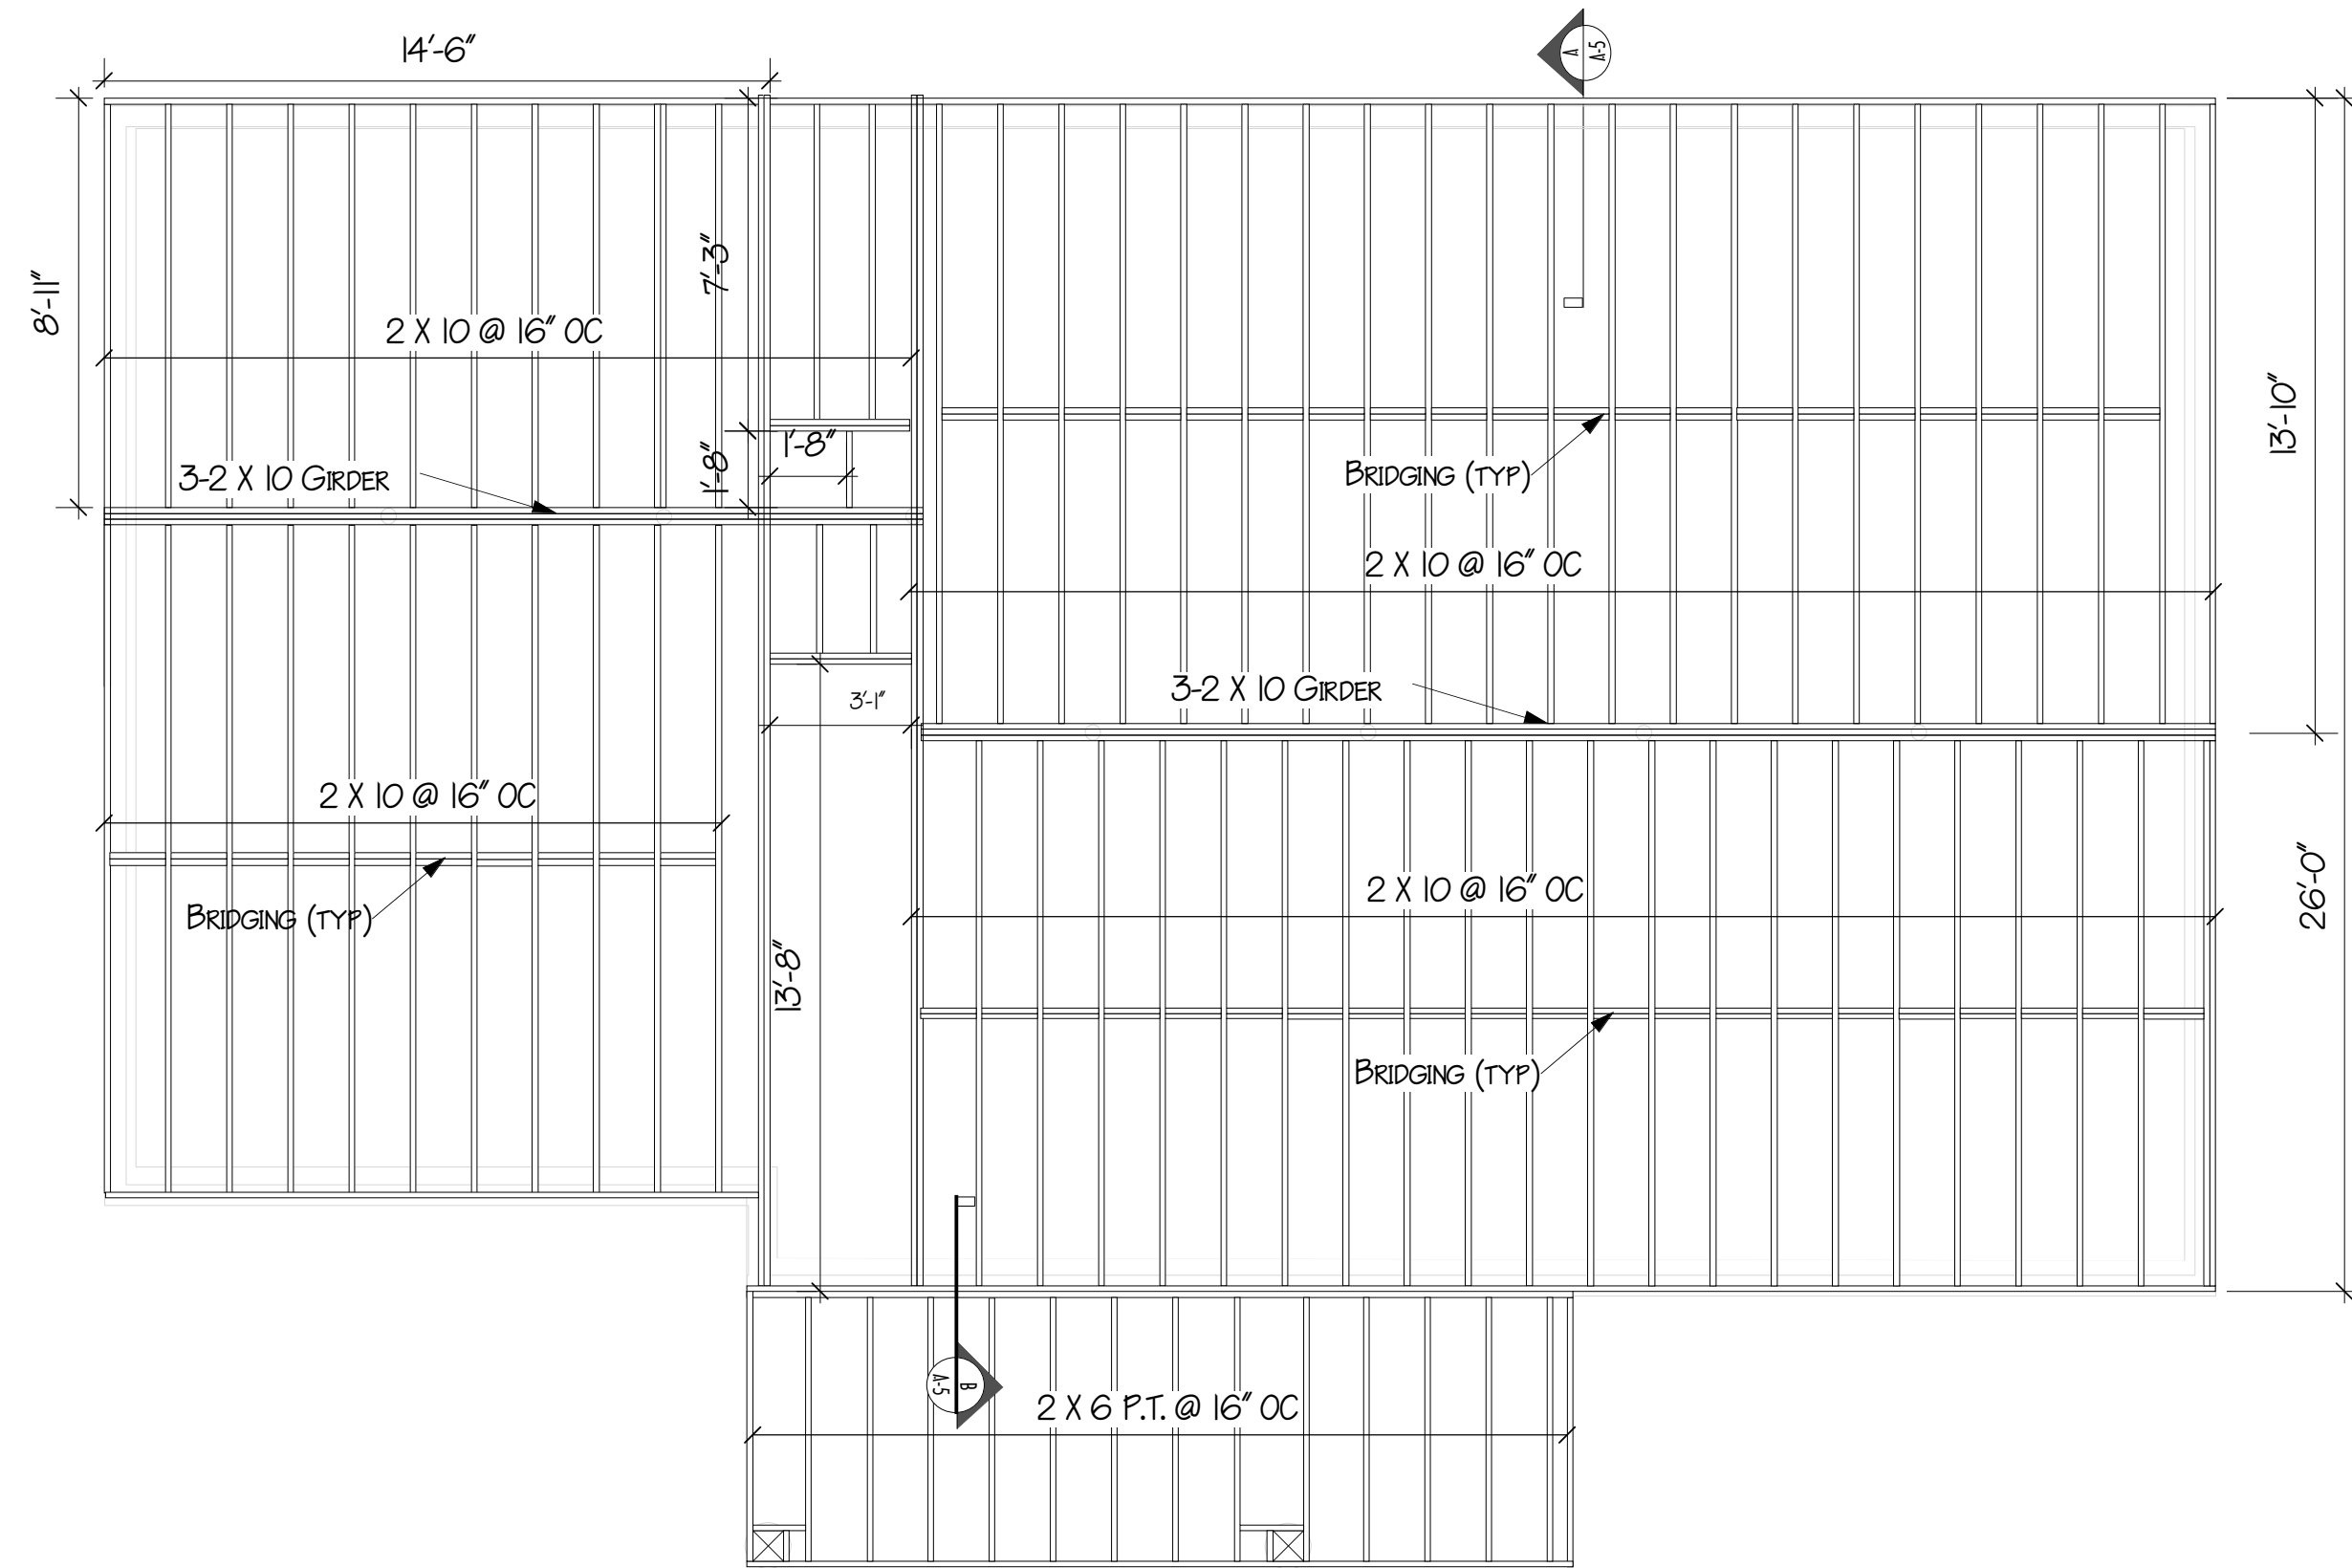 14'-6"
A
A-5
8'-11"
7'-3"
2 X 10 @ 16" OC
13'-10"
1'-8"
1'-8"
3-2 X 10 GIRDER
BRIDGING (TYP)
2 X 10 @ 16" OC
3'-1"
3-2 X 10 GIRDER
2 X 10 @ 16" OC
26'-0"
2 X 10 @ 16" OC
BRIDGING (TYP)
13'-8"
BRIDGING (TYP)
B
A-5
2 X 6 P.T. @ 16" OC